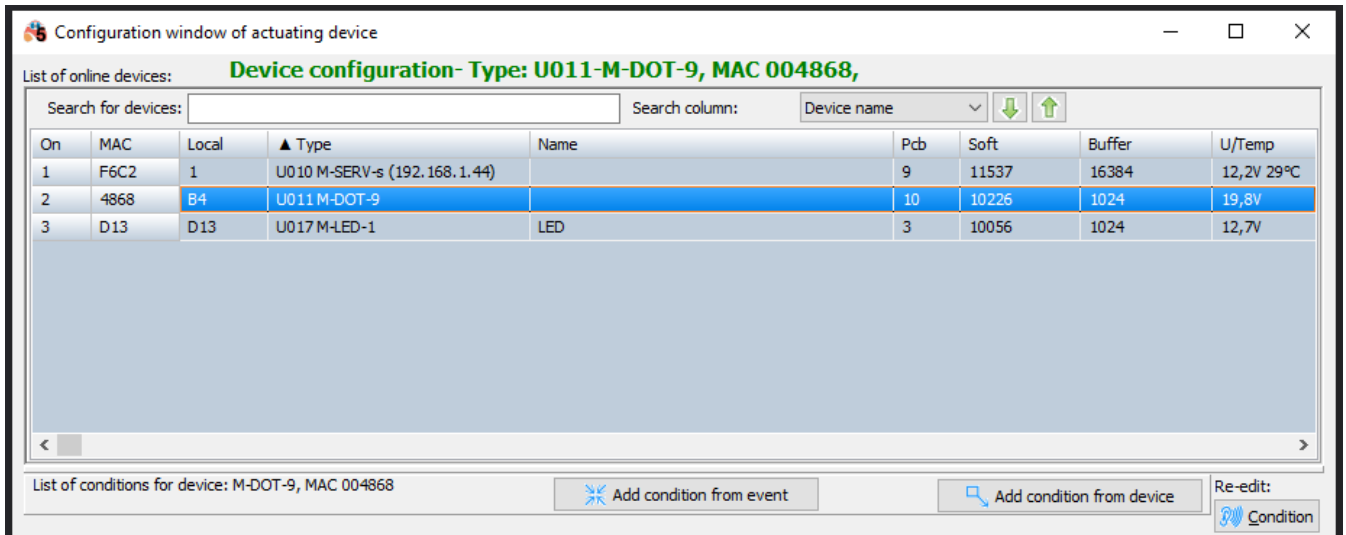 Configuration window of actuating device
List of online devices: Device configuration- Type: U011-M-DOT-9, MAC 004868,
Search for devices: Search column: Device name
On MAC Local ▲ Type Name Pcb Soft Buffer U/Temp
1 F6C2 1 U010 M-SERV-s (192.168.1.44) 9 11537 16384 12,2V 29ºC
2 4868 B4 U011 M-DOT-9 10 10226 1024 19,8V
3 D13 D13 U017 M-LED-1 LED 3 10056 1024 12,7V
List of conditions for device: M-DOT-9, MAC 004868 Add condition from event Add condition from device Re-edit:
Condition